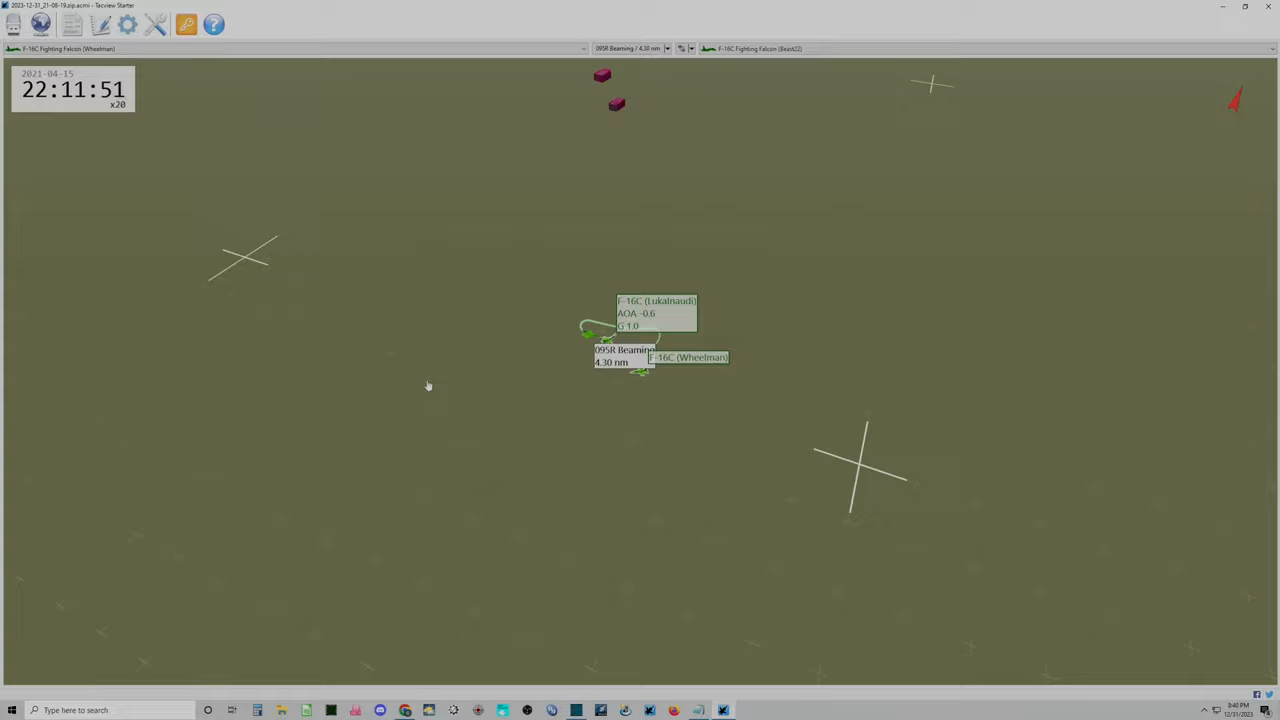 2023-12-31_21-08-19.zip.acmi - Tacview Starter
F-16C Fighting Falcon (Wheelman)
095R Beaming / 4.30 nm
F-16C Fighting Falcon (Beast22)
2021-04-15
22:11:51
x20
F-16C (Lukalnaudi)
AOA -0.6
G 1.0
095R Beaming
4.30 nm
F-16C (Wheelman)
Type here to search
8:40 PM
12/31/2023